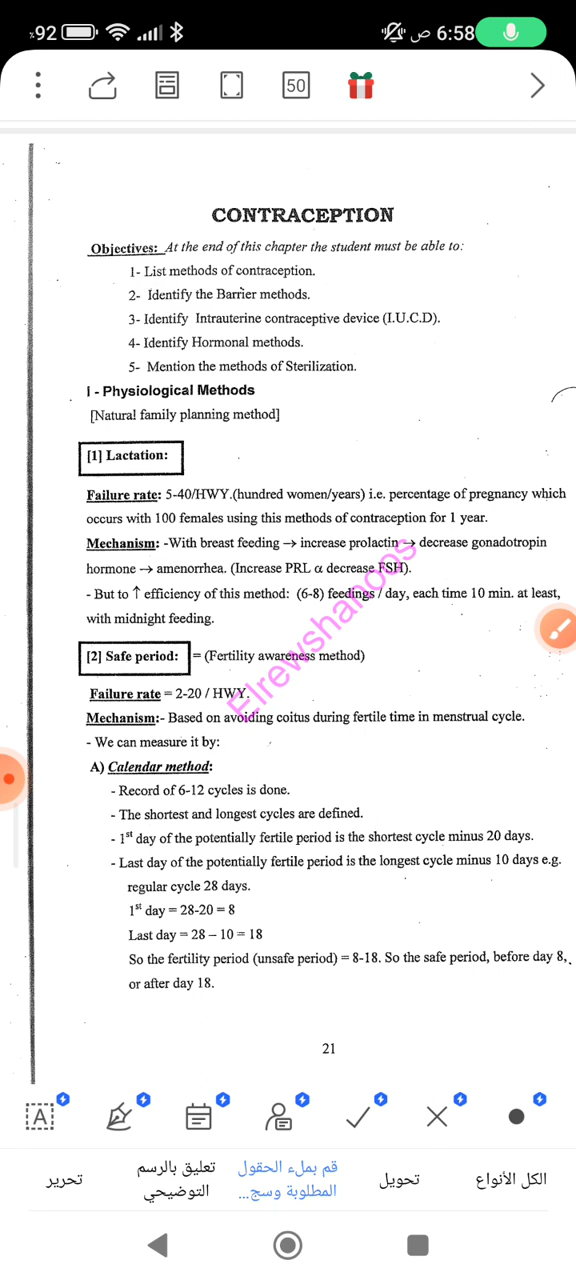 %92
6:58 ص
50
CONTRACEPTION
Objectives: At the end of this chapter the student must be able to:
1- List methods of contraception.
2- Identify the Barrier methods.
3- Identify Intrauterine contraceptive device (I.U.C.D).
4- Identify Hormonal methods.
5- Mention the methods of Sterilization.
I - Physiological Methods
[Natural family planning method]
[1] Lactation:
Failure rate: 5-40/HWY.(hundred women/years) i.e. percentage of pregnancy which
occurs with 100 females using this methods of contraception for 1 year.
Mechanism: -With breast feeding → increase prolactin → decrease gonadotropin
hormone → amenorrhea. (Increase PRL α decrease FSH).
- But to ↑ efficiency of this method: (6-8) feedings / day, each time 10 min. at least,
with midnight feeding.
[2] Safe period: = (Fertility awareness method)
Failure rate = 2-20 / HWY.
Mechanism:- Based on avoiding coitus during fertile time in menstrual cycle.
- We can measure it by:
A) Calendar method:
- Record of 6-12 cycles is done.
- The shortest and longest cycles are defined.
- 1st day of the potentially fertile period is the shortest cycle minus 20 days.
- Last day of the potentially fertile period is the longest cycle minus 10 days e.g.
regular cycle 28 days.
1st day = 28-20 = 8
Last day = 28 – 10 = 18
So the fertility period (unsafe period) = 8-18. So the safe period, before day 8,
or after day 18.
Elrewshanoos
21
A
الكل الأنواع
تحويل
قم بملء الحقول
المطلوبة وسج...
تعليق بالرسم
التوضيحي
تحرير